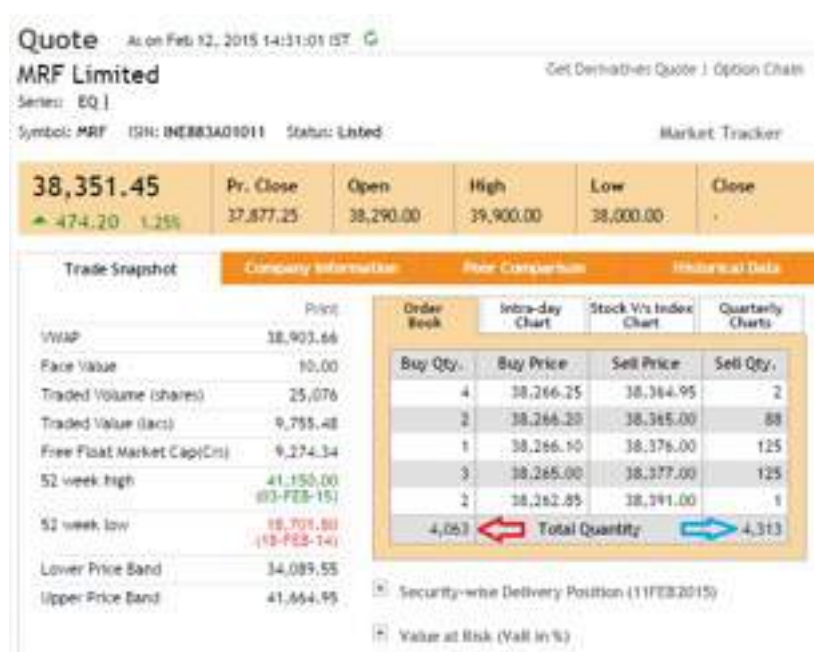 Quote As on Feb 12, 2015 14:31:01 IST
MRF Limited
Get Derivatives Quote | Option Chain
Series: EQ |
Symbol: MRF ISIN: INE883A01011 Status: Listed
Market Tracker
38,351.45 Pr. Close Open High Low Close
474.20 1.25% 37,877.25 38,290.00 39,900.00 38,000.00 -
Trade Snapshot Company Information Peer Comparison Historical Data
Print
Order Book Intra-day Chart Stock V/s Index Chart Quarterly Charts
VWAP 38,903.66
Face Value 10.00
Traded Volume (shares) 25,076
Traded Value (lacs) 9,755.48
Free Float Market Cap(Crs) 9,274.34
52 week high 41,150.00
(03-FEB-15)
52 week low 18,701.80
(18-FEB-14)
Lower Price Band 34,089.55
Upper Price Band 41,664.95
Buy Qty. Buy Price Sell Price Sell Qty.
4 38,266.25 38,364.95 2
2 38,266.20 38,365.00 88
1 38,266.10 38,376.00 125
3 38,265.00 38,377.00 125
2 38,262.85 38,391.00 1
4,063 Total Quantity 4,313
Security-wise Delivery Position (11FEB2015)
Value at Risk (VaR in %)